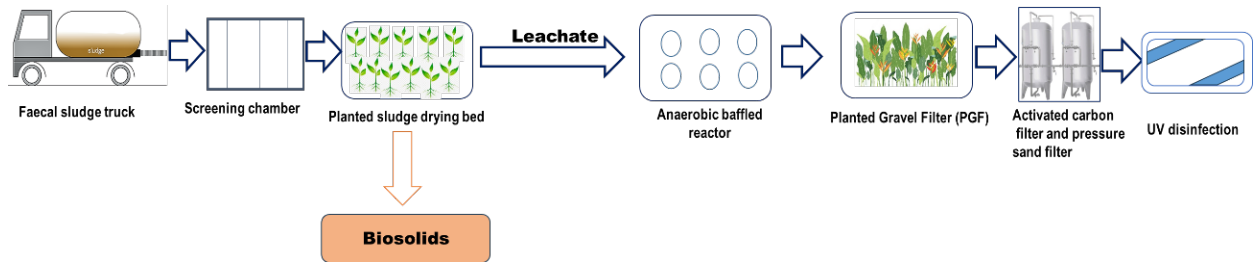 sludge
Leachate
Faecal sludge truck
Screening chamber
Planted sludge drying bed
Anaerobic baffled
reactor
Planted Gravel Filter (PGF)
Activated carbon
filter and pressure
sand filter
UV disinfection
Biosolids